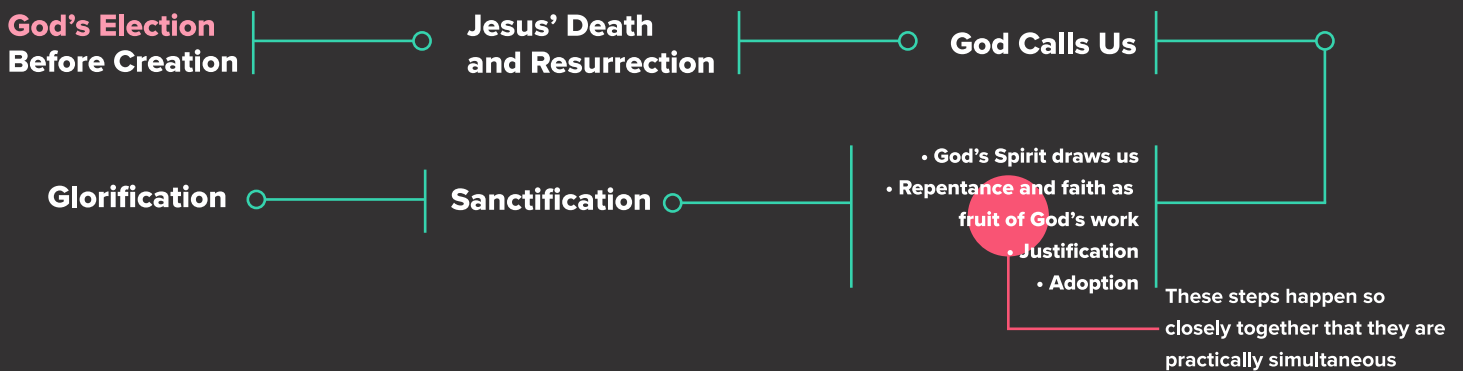 God’s Election
Before Creation
Jesus’ Death
and Resurrection
God Calls Us
• God’s Spirit draws us
• Repentance and faith as
fruit of God’s work
• Justification
• Adoption
These steps happen so
closely together that they are
practically simultaneous
Sanctification
Glorification